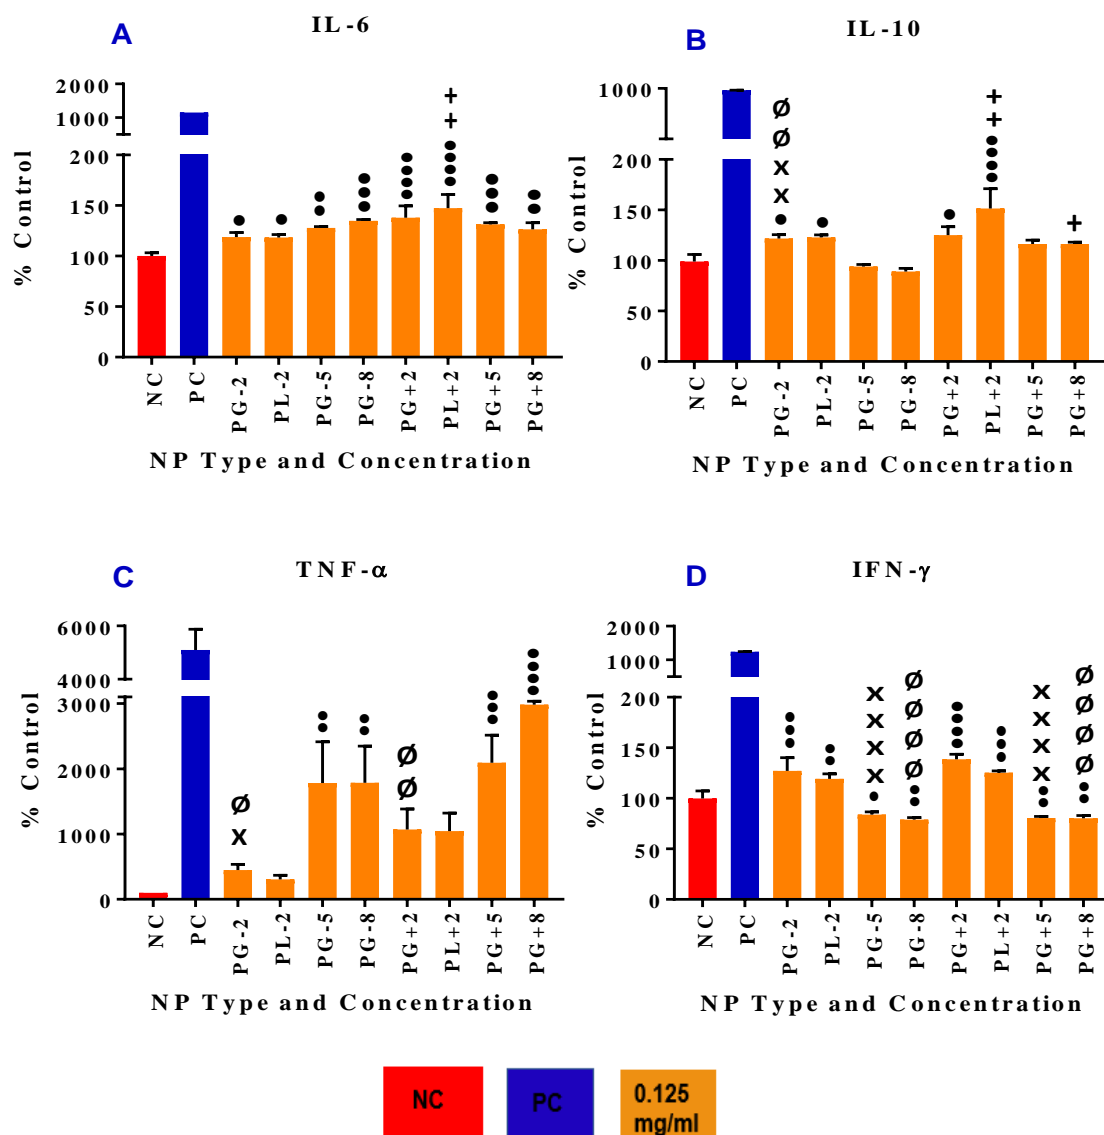 A
IL-6
% Control
2000
1000
200
150
100
50
0
+
+
NC
PC
PG-2
PL-2
PG-5
PG-8
PG+2
PL+2
PG+5
PG+8
NP Type and Concentration
B
IL-10
% Control
1000
200
150
100
50
0
Ø
Ø
x
x
+
+
+
NC
PC
PG-2
PL-2
PG-5
PG-8
PG+2
PL+2
PG+5
PG+8
NP Type and Concentration
C
TNF-α
% Control
6000
4000
3000
2000
1000
0
Ø
x
Ø
Ø
NC
PC
PG-2
PL-2
PG-5
PG-8
PG+2
PL+2
PG+5
PG+8
NP Type and Concentration
D
IFN-γ
% Control
2000
1000
200
150
100
50
0
x
x
x
x
Ø
Ø
Ø
Ø
x
x
x
x
Ø
Ø
Ø
Ø
NC
PC
PG-2
PL-2
PG-5
PG-8
PG+2
PL+2
PG+5
PG+8
NP Type and Concentration
NC
PC
0.125
mg/ml